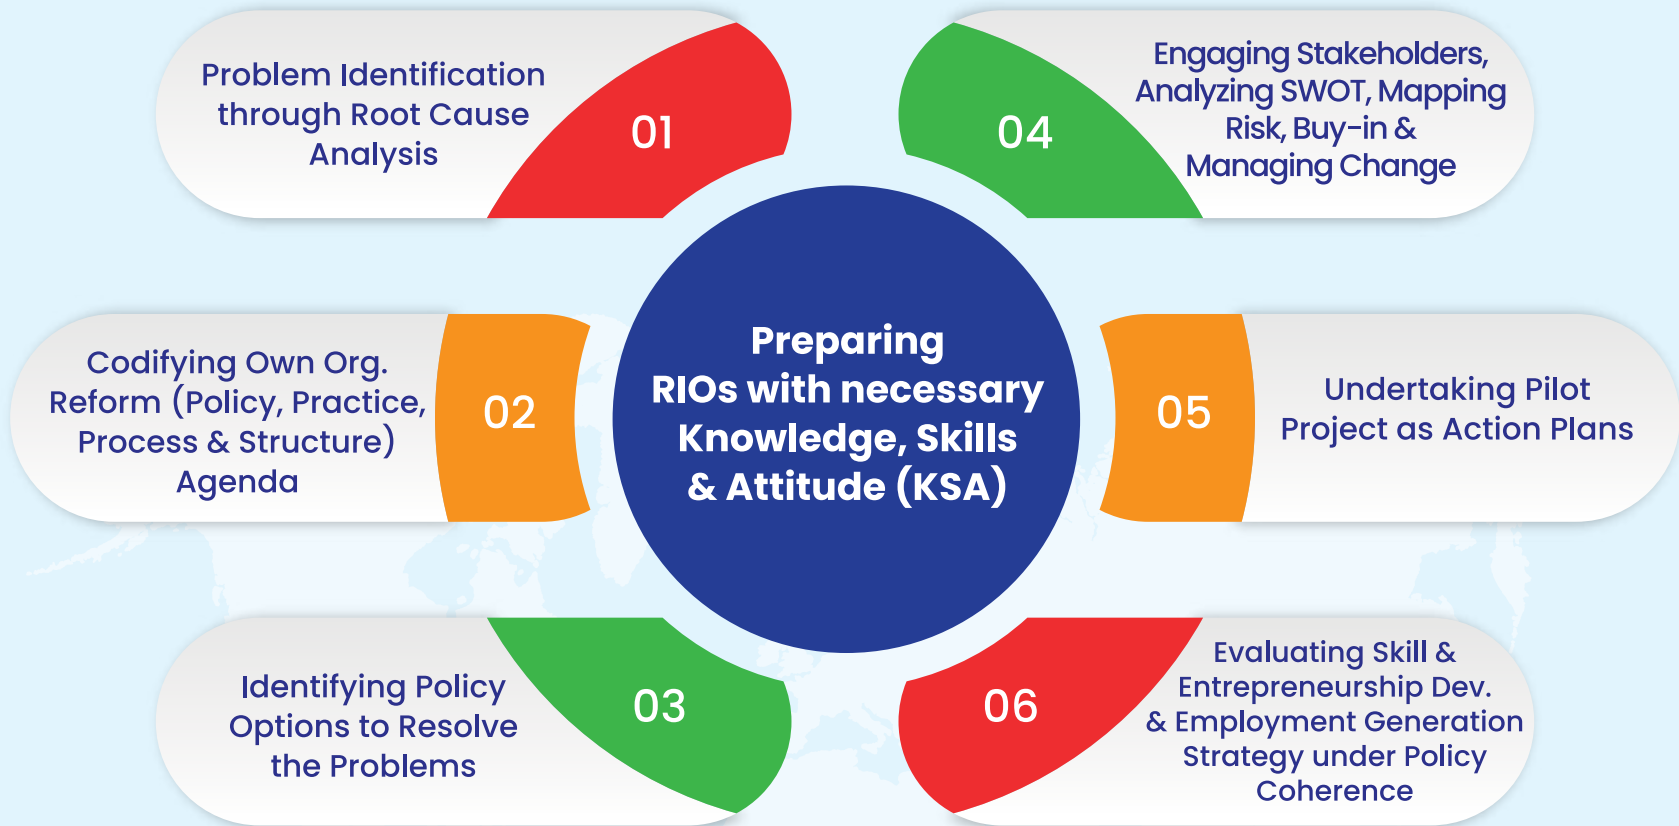 Problem Identification
through Root Cause
Analysis
01
Codifying Own Org.
Reform (Policy, Practice,
Process & Structure)
Agenda
02
Identifying Policy
Options to Resolve
the Problems
03
Preparing
RIOs with necessary
Knowledge, Skills
& Attitude (KSA)
04
Engaging Stakeholders,
Analyzing SWOT, Mapping
Risk, Buy-in &
Managing Change
05
Undertaking Pilot
Project as Action Plans
06
Evaluating Skill &
Entrepreneurship Dev.
& Employment Generation
Strategy under Policy
Coherence